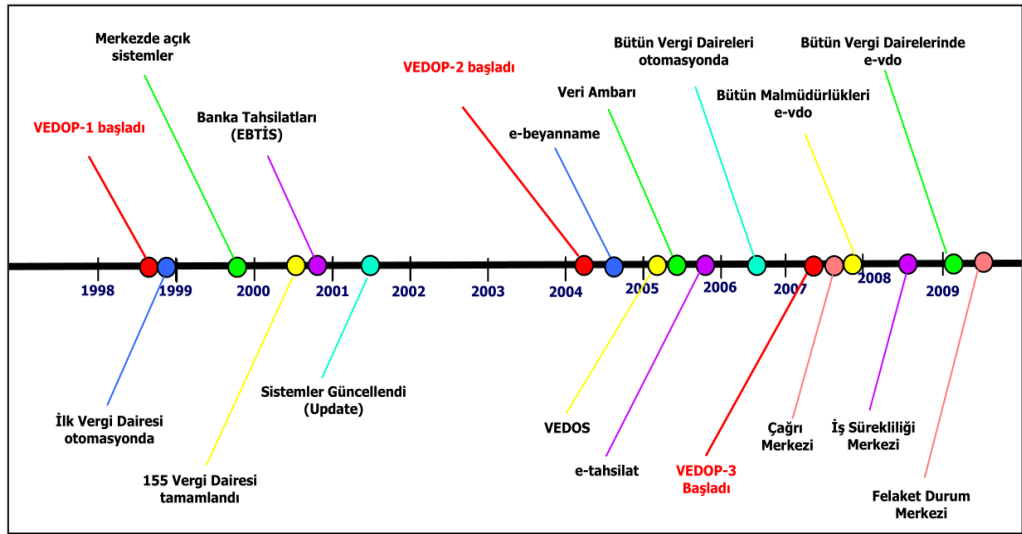 Merkezde açık
sistemler
VEDOP-1 başladı
Banka Tahsilatları
(EBTİS)
VEDOP-2 başladı
Veri Ambarı
e-beyanname
Bütün Vergi Daireleri
otomasyonda
Bütün Malmüdürlükleri
e-vdo
Bütün Vergi Dairelerinde
e-vdo
1998
1999
2000
2001
2002
2003
2004
2005
2006
2007
2008
2009
İlk Vergi Dairesi
otomasyonda
155 Vergi Dairesi
tamamlandı
Sistemler Güncellendi
(Update)
VEDOS
e-tahsilat
VEDOP-3
Başladı
Çağrı
Merkezi
İş Sürekliliği
Merkezi
Felaket Durum
Merkezi